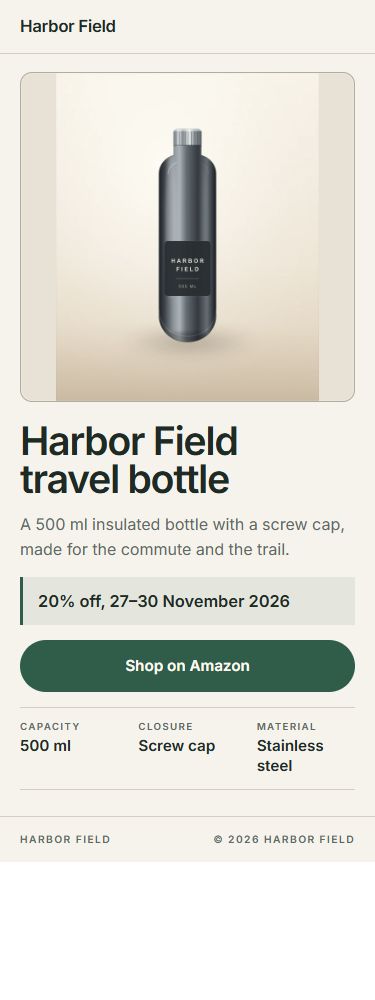 Harbor Field
HARBOR
FIELD
500 ML
Harbor Field
travel bottle
A 500 ml insulated bottle with a screw cap,
made for the commute and the trail.
20% off, 27–30 November 2026
Shop on Amazon
CAPACITY
500 ml
CLOSURE
Screw cap
MATERIAL
Stainless
steel
HARBOR FIELD
© 2026 HARBOR FIELD